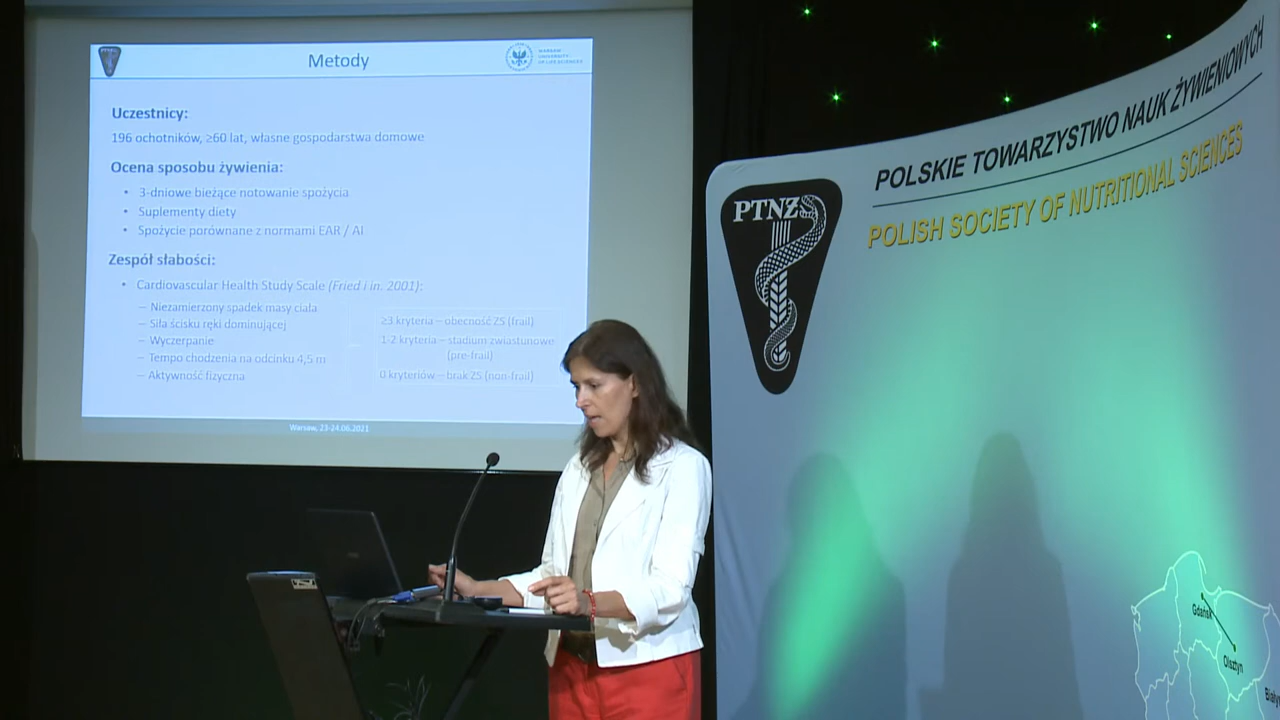 Metody
WARSAW
UNIVERSITY
OF LIFE SCIENCES
Uczestnicy:
196 ochotników, ≥60 lat, własne gospodarstwa domowe
Ocena sposobu żywienia:
• 3-dniowe bieżące notowanie spożycia
• Suplementy diety
• Spożycie porównane z normami EAR / AI
Zespół słabości:
• Cardiovascular Health Study Scale (Fried i in. 2001):
— Niezamierzony spadek masy ciała
— Siła ścisku ręki dominującej
— Wyczerpanie
— Tempo chodzenia na odcinku 4,5 m
— Aktywność fizyczna
≥3 kryteria – obecność ZS (frail)
1-2 kryteria – stadium zwiastunowe
(pre-frail)
0 kryteriów – brak ZS (non-frail)
Warsaw, 23-24.06.2021
POLSKIE TOWARZYSTWO NAUK ŻYWIENIOWYCH
POLISH SOCIETY OF NUTRITIONAL SCIENCES
PTNŻ
Gdańsk
Olsztyn